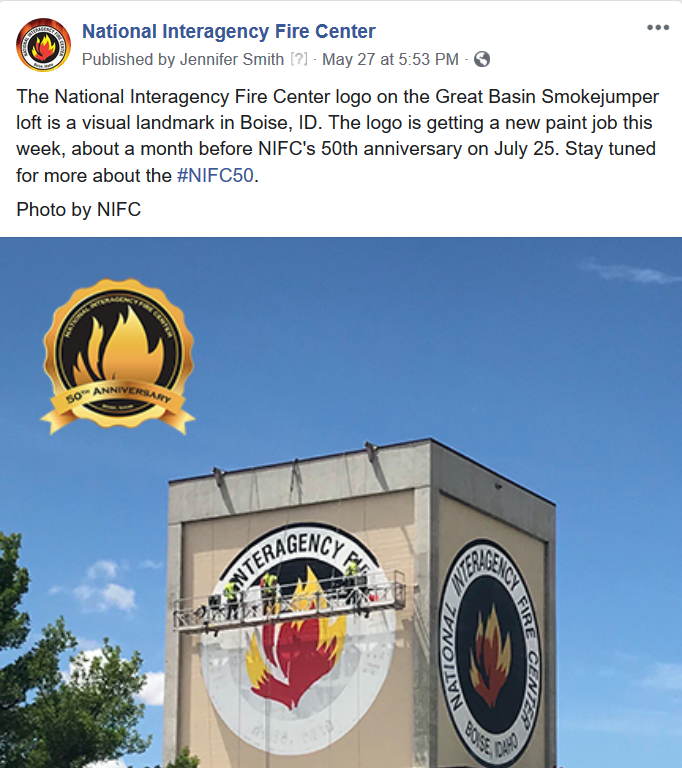 National Interagency Fire Center
Published by Jennifer Smith [?] · May 27 at 5:53 PM ·
The National Interagency Fire Center logo on the Great Basin Smokejumper
loft is a visual landmark in Boise, ID. The logo is getting a new paint job this
week, about a month before NIFC's 50th anniversary on July 25. Stay tuned
for more about the #NIFC50.
Photo by NIFC
NATIONAL INTERAGENCY FIRE CENTER
50TH ANNIVERSARY
INTERAGENCY
NATIONAL INTERAGENCY FIRE CENTER
BOISE, IDAHO